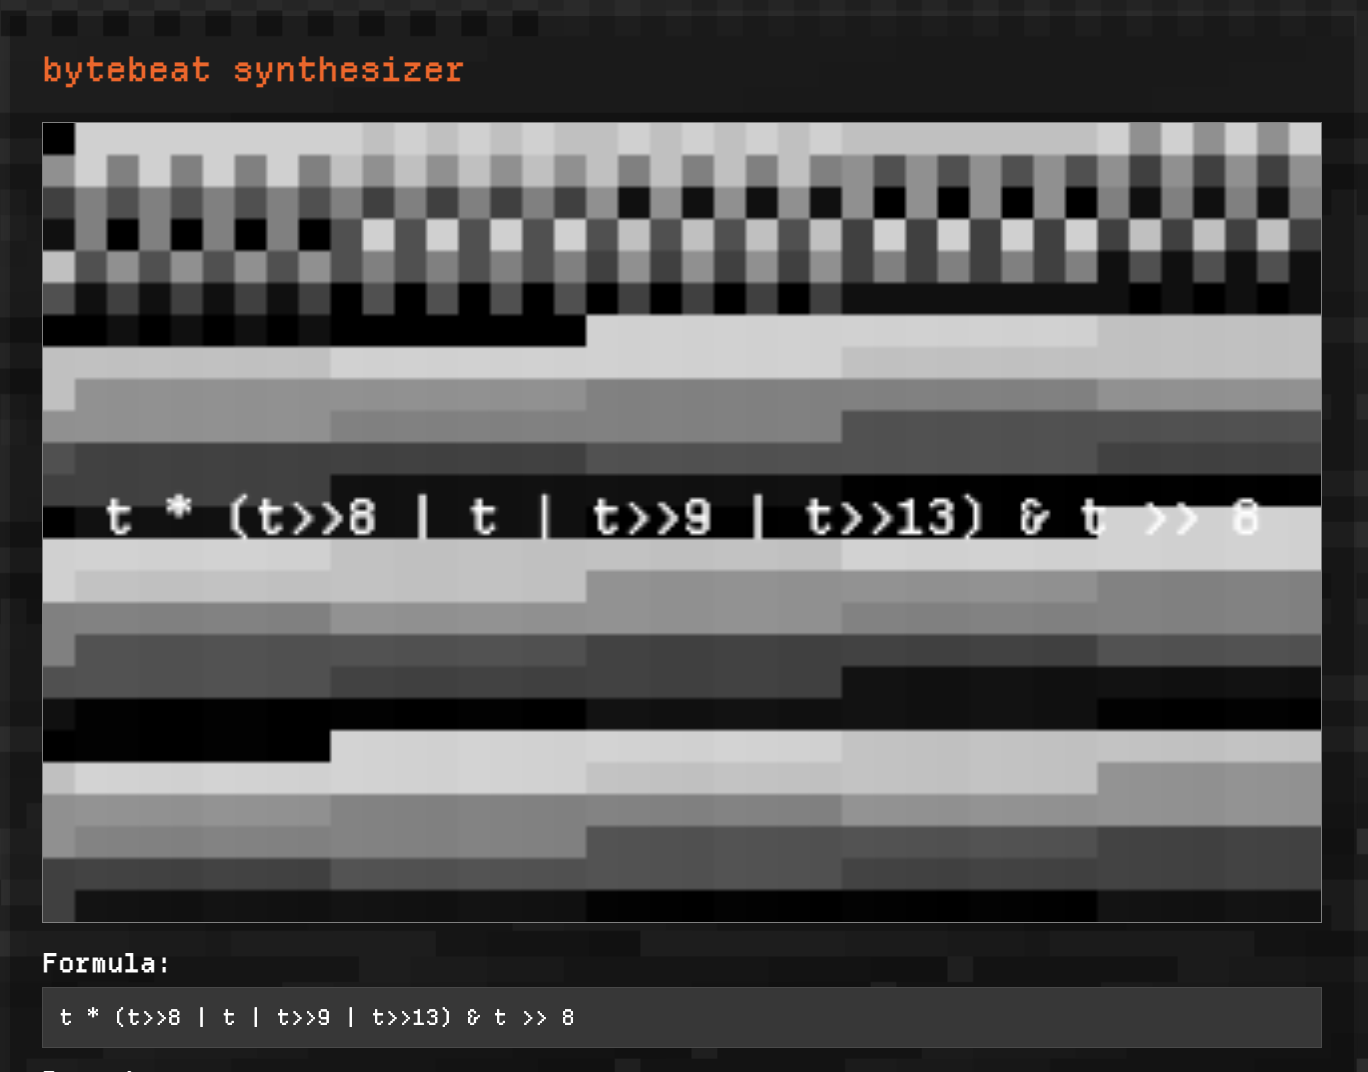 bytebeat synthesizer
t * (t>>8 | t | t>>9 | t>>13) & t >> 8
Formula:
t * (t>>8 | t | t>>9 | t>>13) & t >> 8